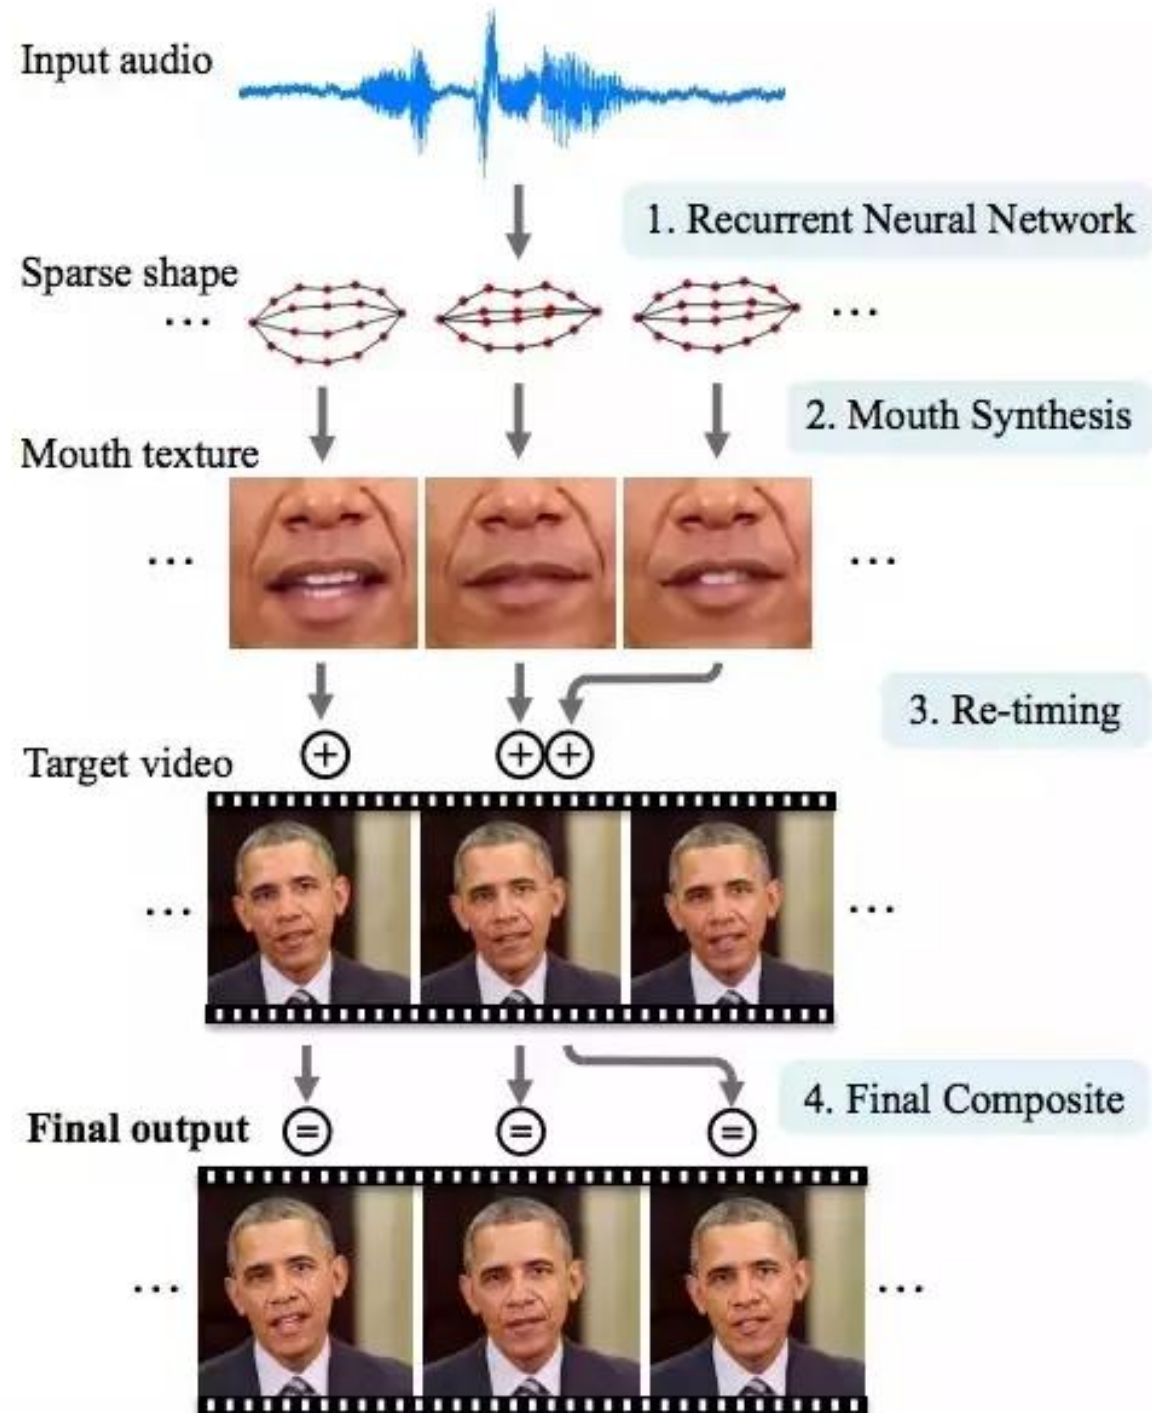 Input audio
1. Recurrent Neural Network
Sparse shape
...
...
2. Mouth Synthesis
Mouth texture
...
...
3. Re-timing
Target video
...
...
4. Final Composite
Final output
...
...